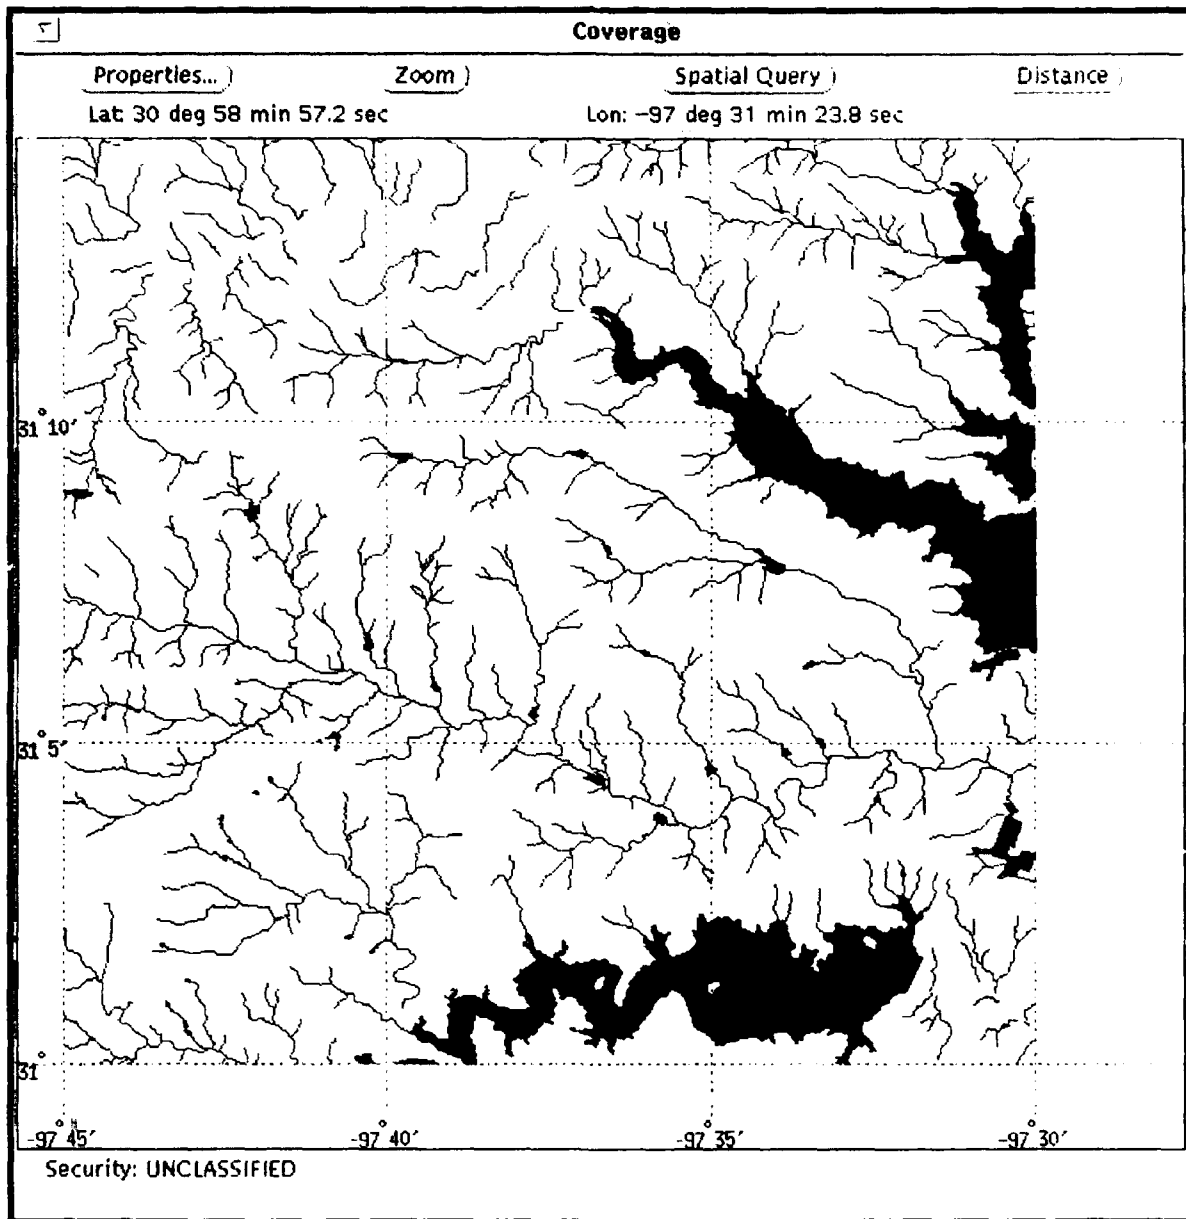 Coverage
Properties... Zoom Spatial Query Distance
Lat: 30 deg 58 min 57.2 sec Lon: -97 deg 31 min 23.8 sec
31° 10′
31° 5′
31°
-97° 45′ -97° 40′ -97° 35′ -97° 30′
Security: UNCLASSIFIED